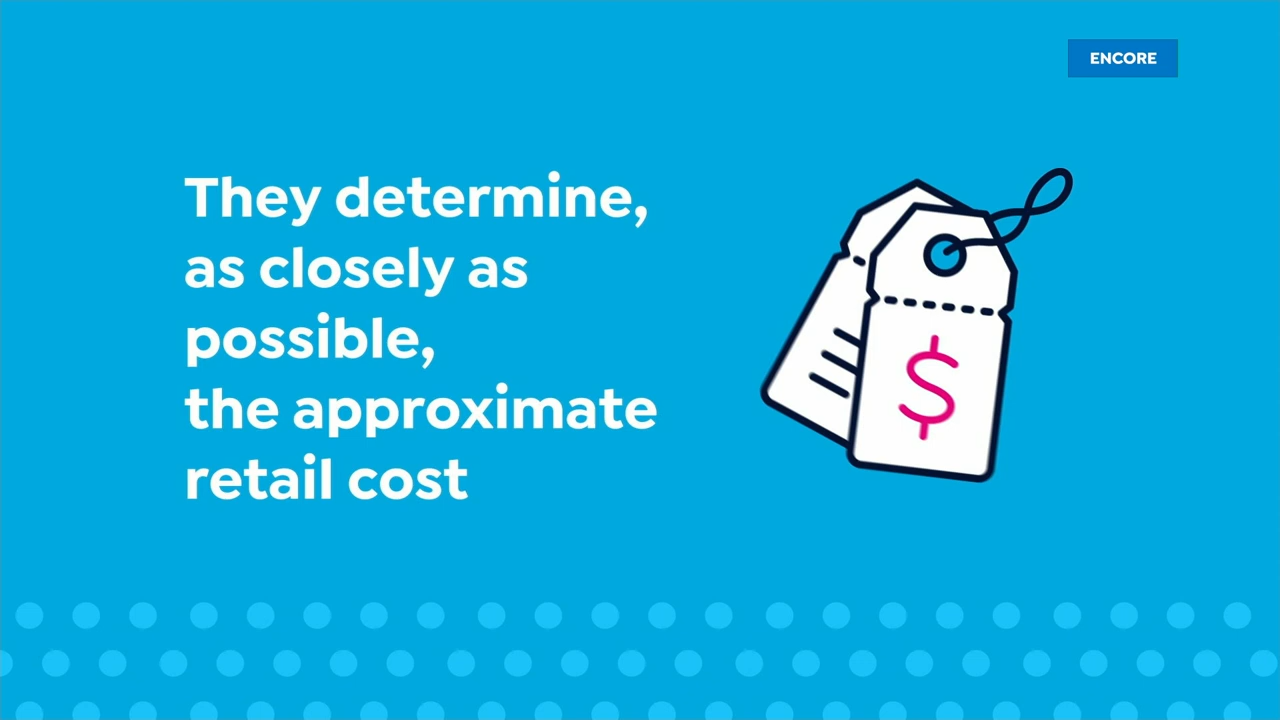 ENCORE
They determine,
as closely as
possible,
the approximate
retail cost
$